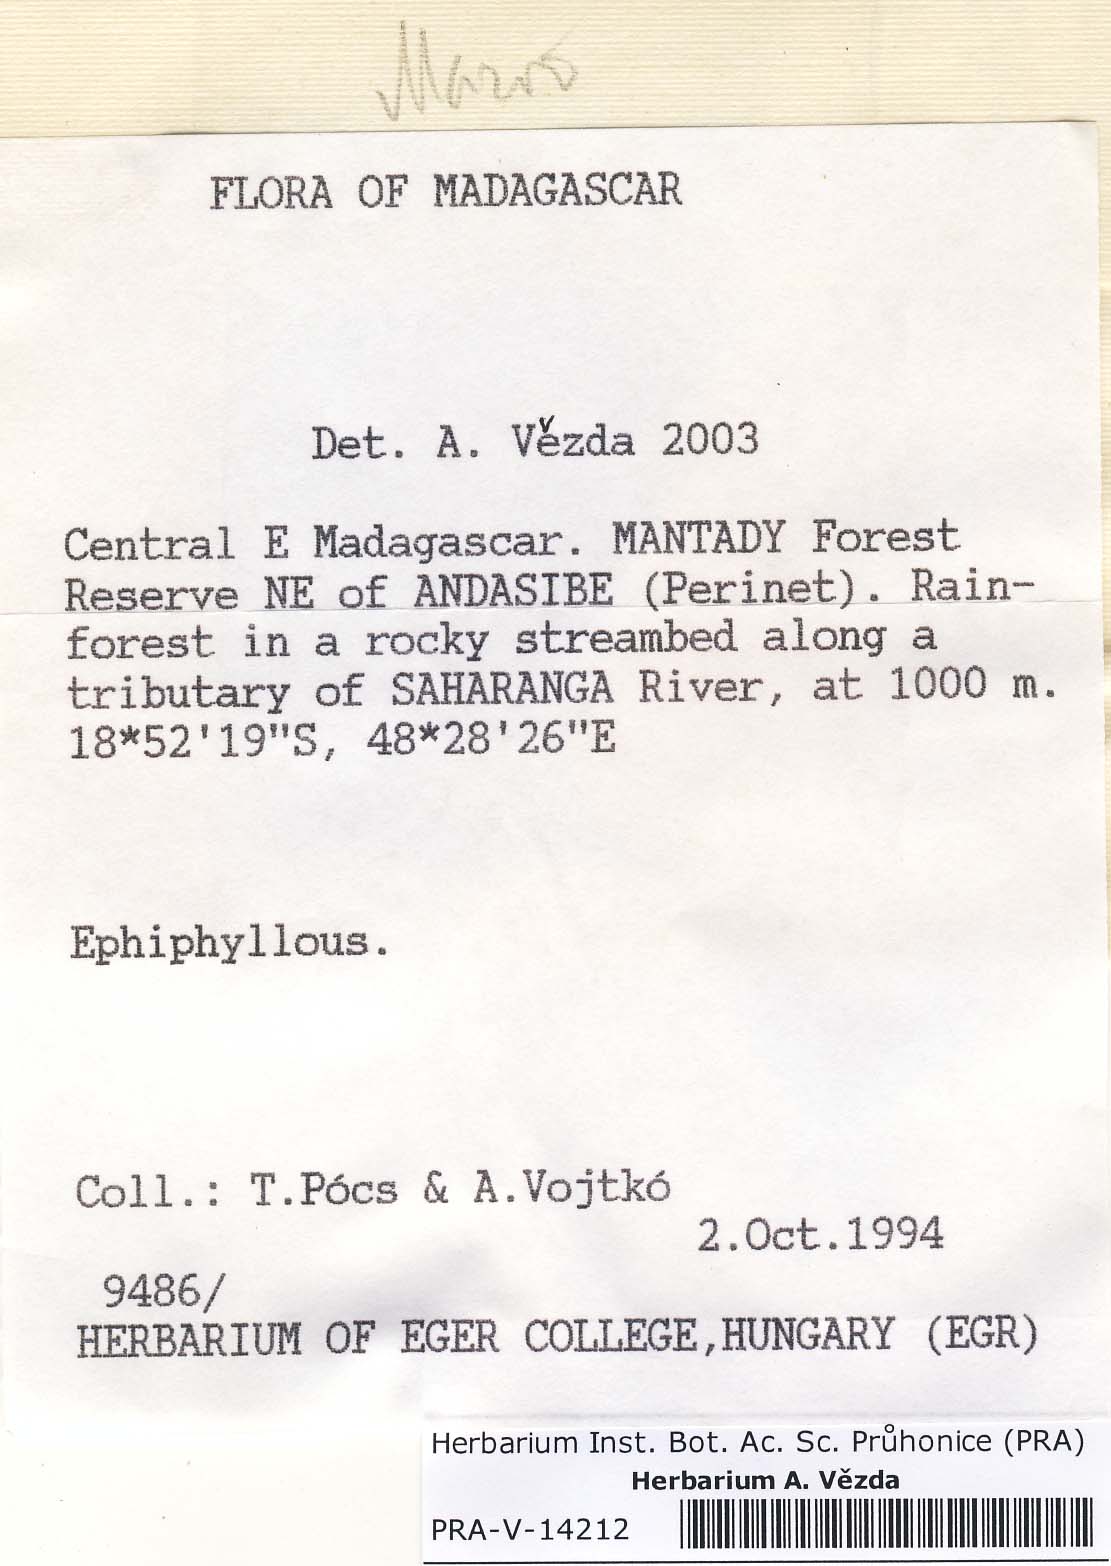 FLORA OF MADAGASCAR
Det. A. Vězda 2003
Central E Madagascar. MANTADY Forest
Reserve NE of ANDASIBE (Perinet). Rain-
forest in a rocky streambed along a
tributary of SAHARANGA River, at 1000 m.
18*52'19"S, 48*28'26"E
Ephiphyllous.
Coll.: T.Pócs & A.Vojtkó
2.Oct.1994
9486/
HERBARIUM OF EGER COLLEGE,HUNGARY (EGR)
Herbarium Inst. Bot. Ac. Sc. Průhonice (PRA)
Herbarium A. Vězda
PRA-V-14212